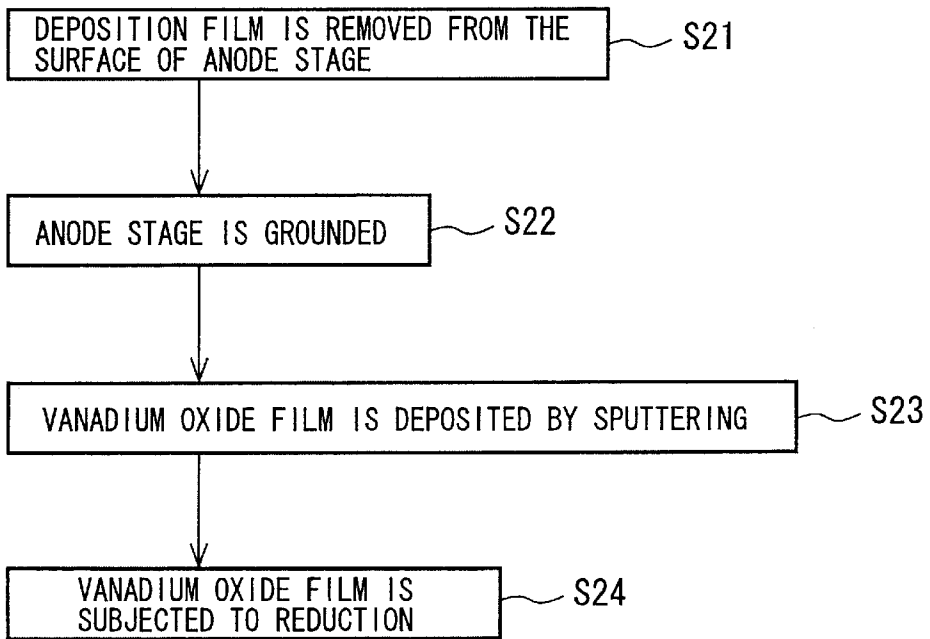 DEPOSITION FILM IS REMOVED FROM THE
SURFACE OF ANODE STAGE
S21
ANODE STAGE IS GROUNDED
S22
VANADIUM OXIDE FILM IS DEPOSITED BY SPUTTERING
S23
VANADIUM OXIDE FILM IS
SUBJECTED TO REDUCTION
S24